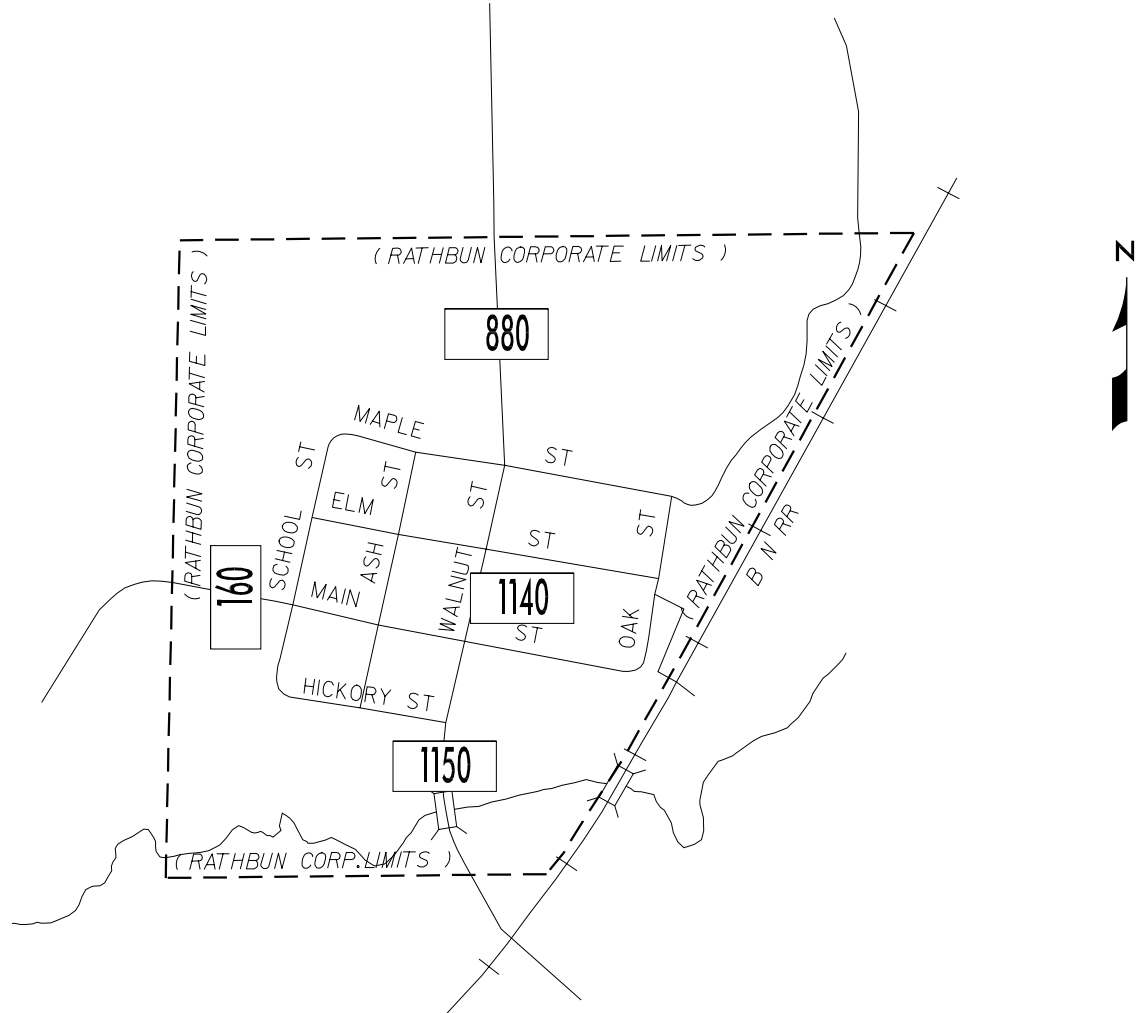 N
( RATHBUN CORPORATE LIMITS )
( RATHBUN CORPORATE LIMITS )
( RATHBUN CORPORATE LIMITS )
880
MAPLE ST
SCHOOL ST
ASH ST
WALNUT ST
OAK ST
ELM ST
B N RR
160
1140
MAIN ST
HICKORY ST
1150
( RATHBUN CORP. LIMITS )